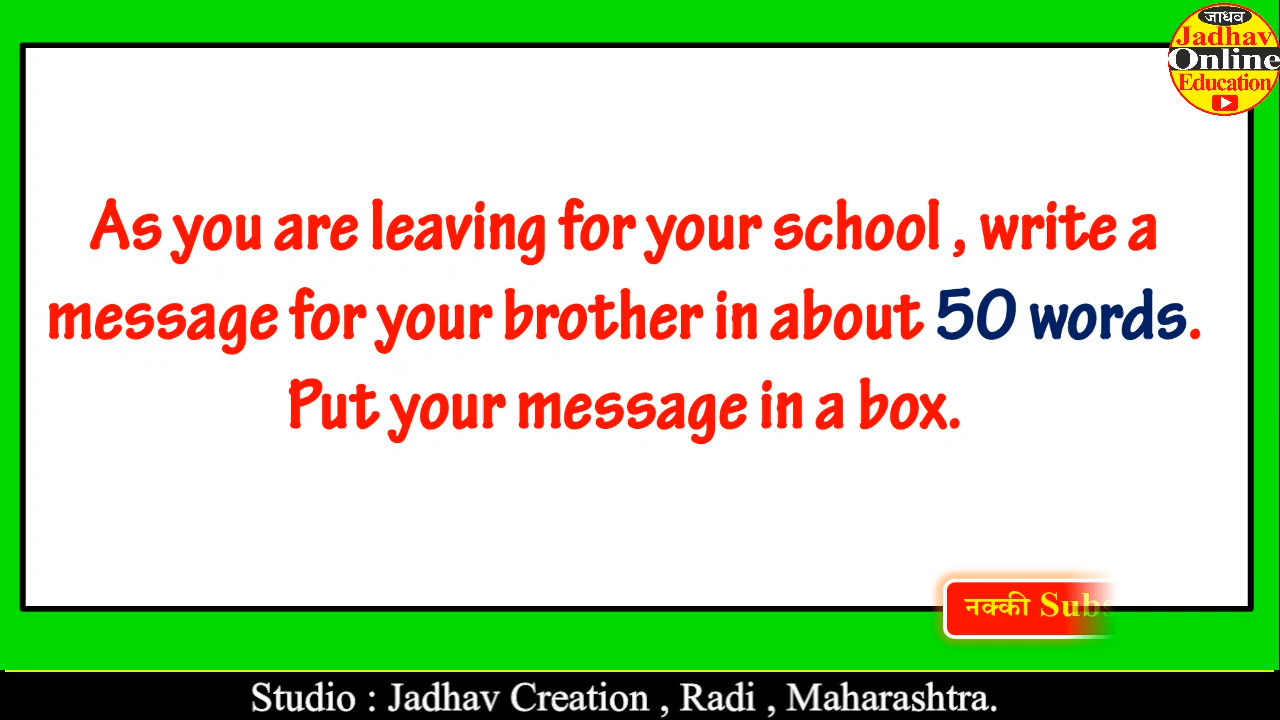 जाधव
Jadhav
Online
Education
As you are leaving for your school , write a
message for your brother in about 50 words.
Put your message in a box.
नक्की Subs
Studio : Jadhav Creation , Radi , Maharashtra.